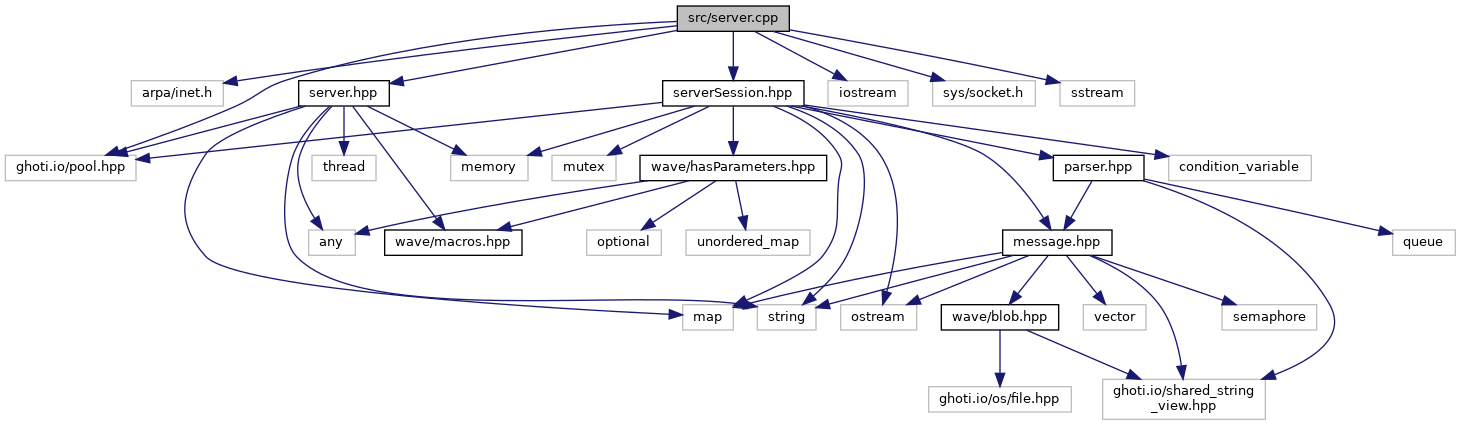 src/server.cpp
arpa/inet.h
server.hpp
serverSession.hpp
iostream
sys/socket.h
sstream
ghoti.io/pool.hpp
thread
memory
mutex
wave/hasParameters.hpp
parser.hpp
condition_variable
any
wave/macros.hpp
optional
unordered_map
message.hpp
queue
map
string
ostream
wave/blob.hpp
vector
semaphore
ghoti.io/os/file.hpp
ghoti.io/shared_string
_view.hpp